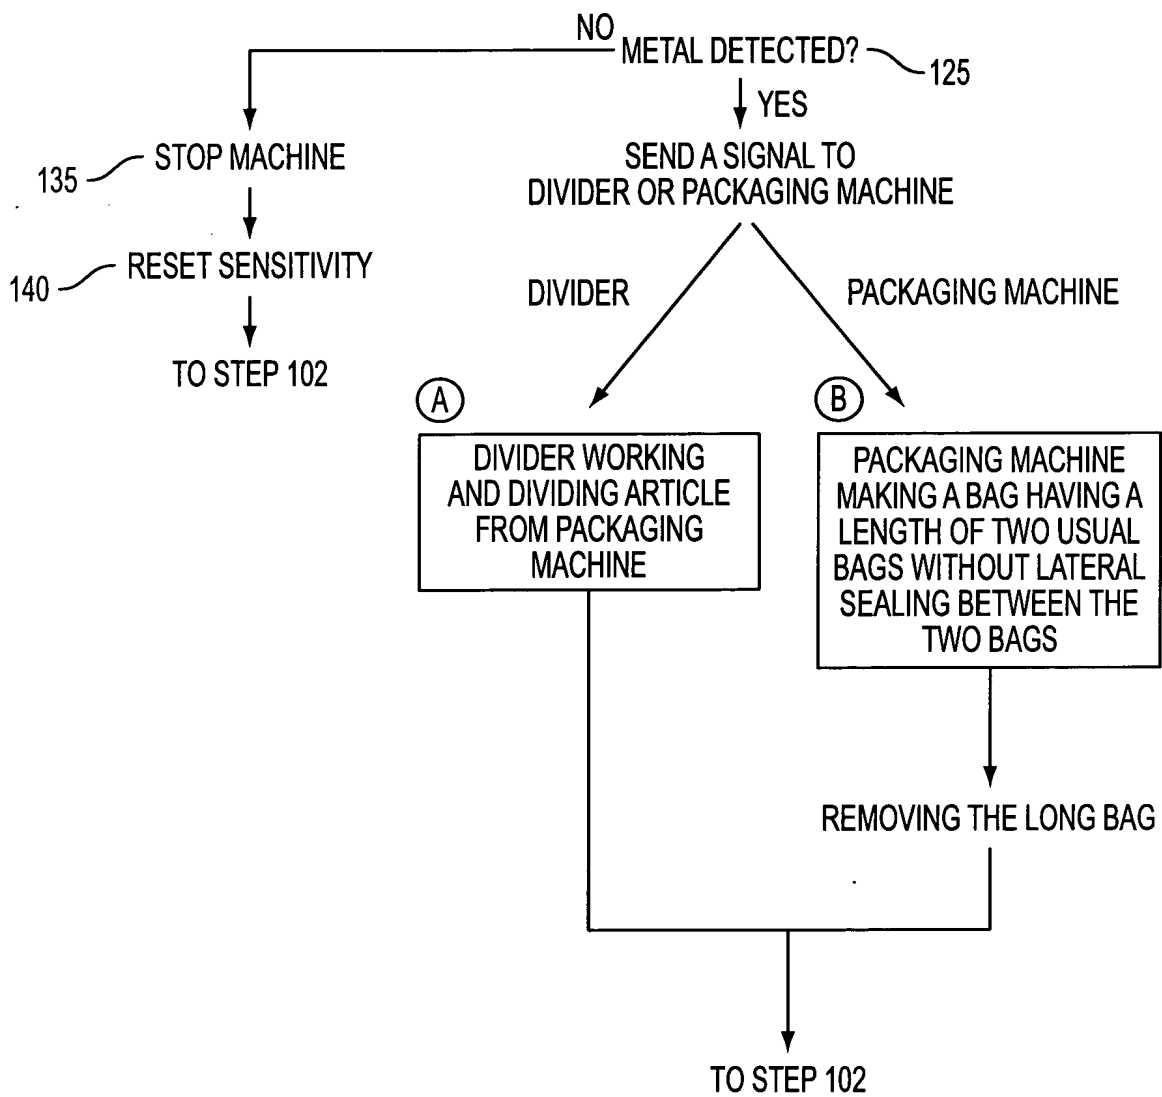 NO
METAL DETECTED?
125
YES
STOP MACHINE
135
SEND A SIGNAL TO
DIVIDER OR PACKAGING MACHINE
RESET SENSITIVITY
140
DIVIDER
PACKAGING MACHINE
TO STEP 102
A
B
DIVIDER WORKING
AND DIVIDING ARTICLE
FROM PACKAGING
MACHINE
PACKAGING MACHINE
MAKING A BAG HAVING A
LENGTH OF TWO USUAL
BAGS WITHOUT LATERAL
SEALING BETWEEN THE
TWO BAGS
REMOVING THE LONG BAG
TO STEP 102